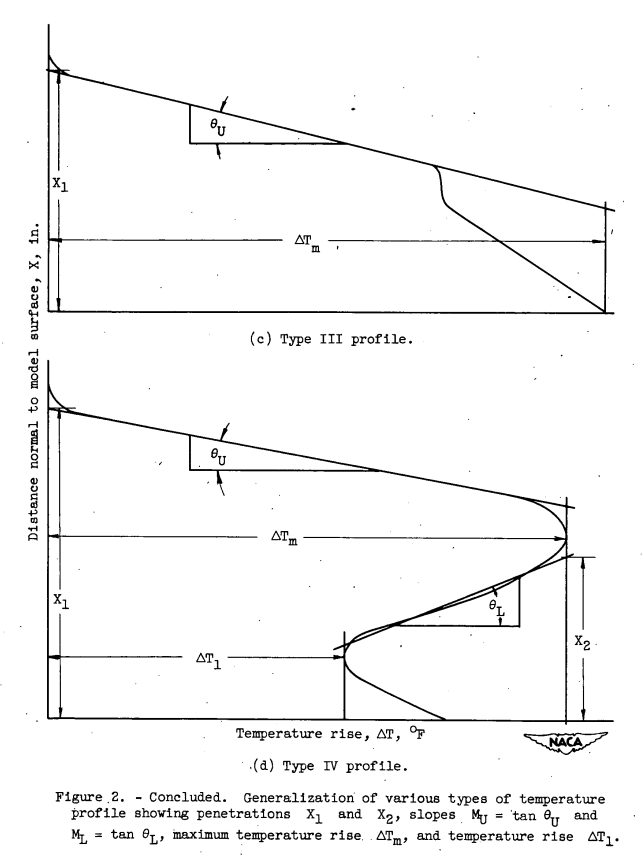 θU
X1
ΔTm
(c) Type III profile.
Distance normal to model surface, X, in.
θU
ΔTm
X1
θL
X2
ΔT1
Temperature rise, ΔT, °F
NACA
(d) Type IV profile.
Figure 2. - Concluded. Generalization of various types of temperature
profile showing penetrations X1 and X2, slopes MU = tan θU and
ML = tan θL, maximum temperature rise ΔTm, and temperature rise ΔT1.